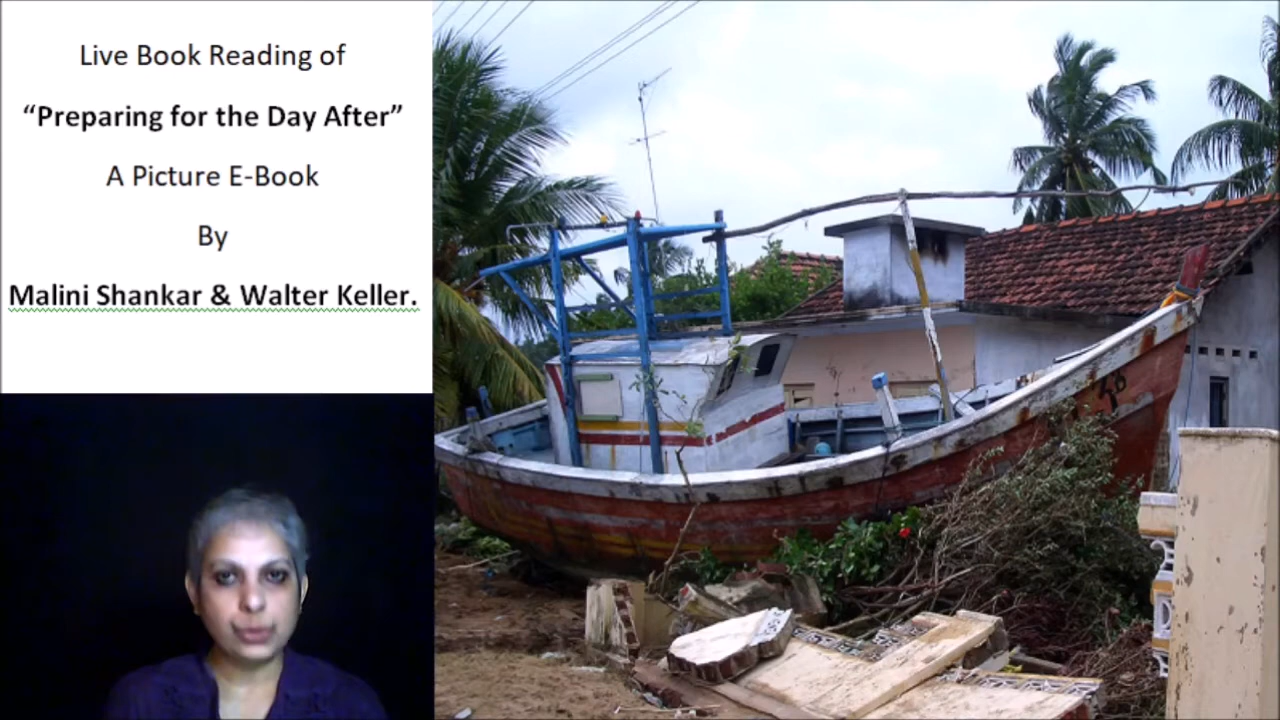 Live Book Reading of
“Preparing for the Day After”
A Picture E-Book
By
Malini Shankar & Walter Keller.